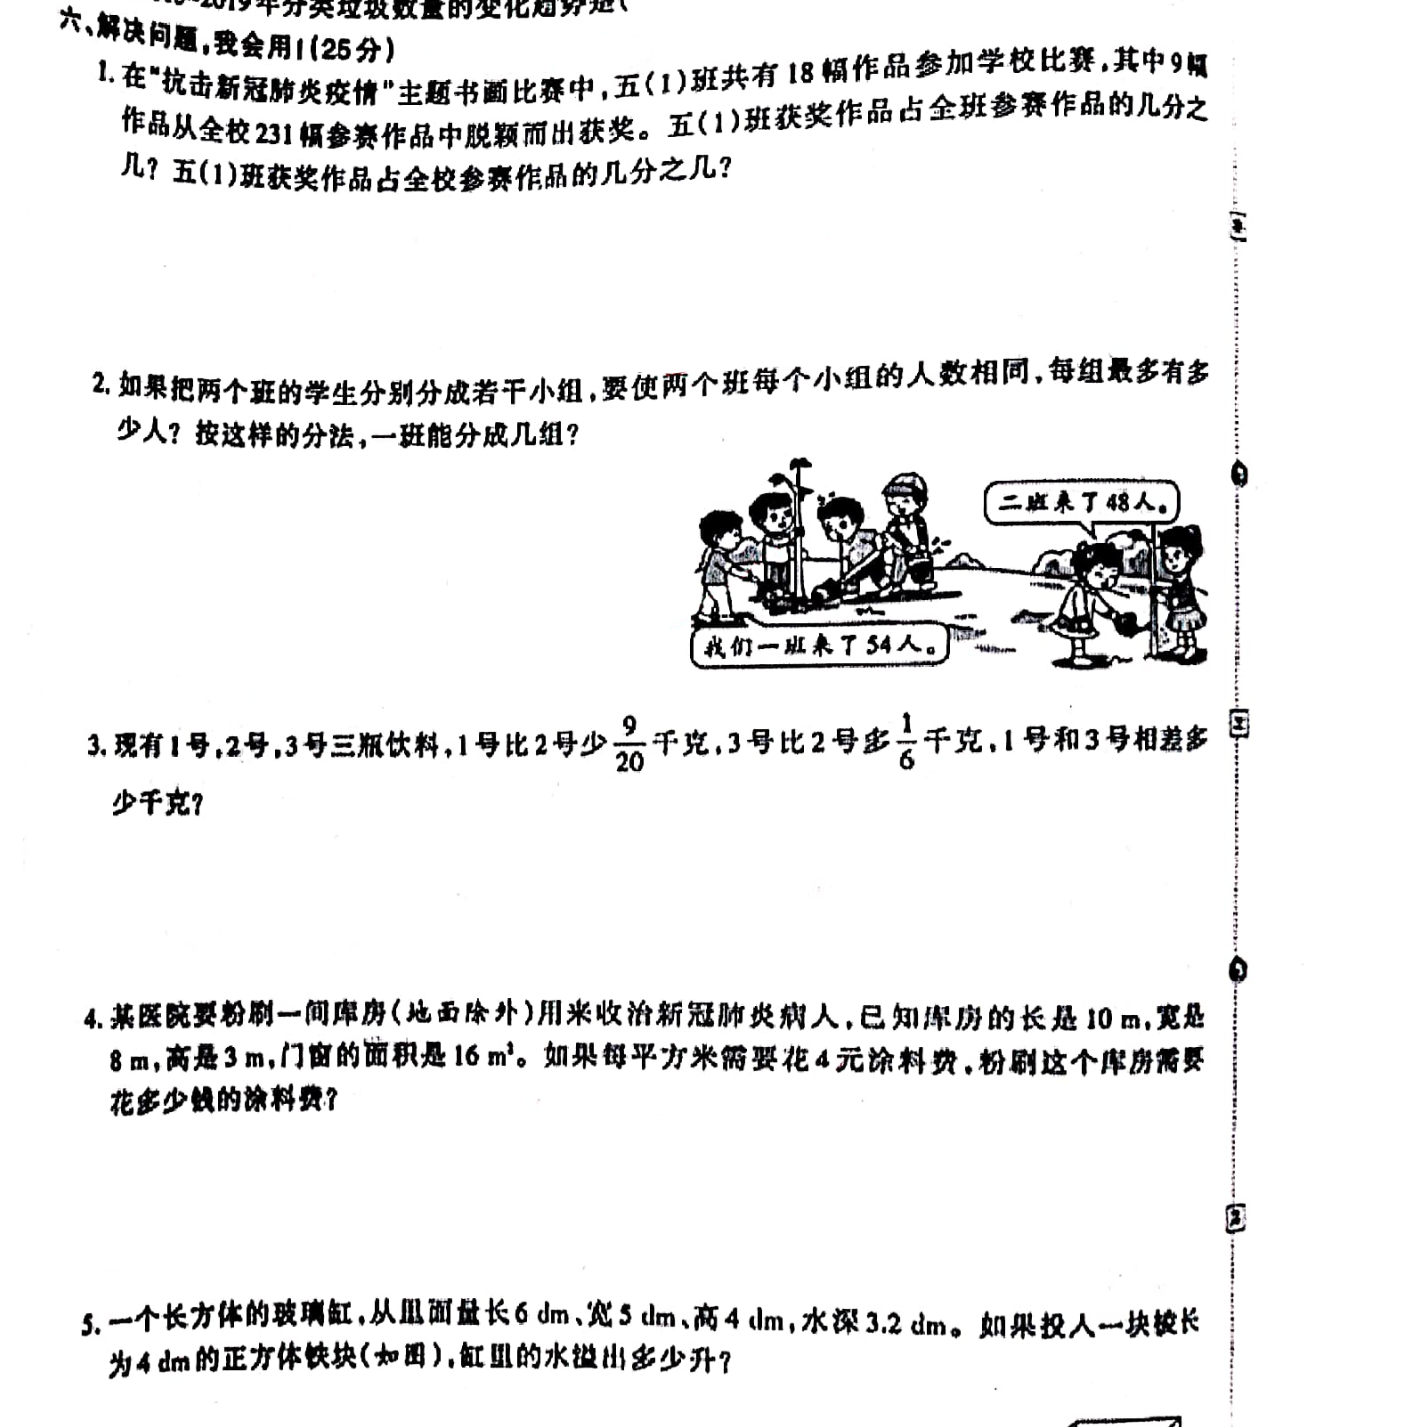 2019年分类垃圾数量的变化趋势是(
六、解决问题,我会用!(25分)
1.在"抗击新冠肺炎疫情"主题书画比赛中,五(1)班共有18幅作品参加学校比赛,其中9幅
作品从全校231幅参赛作品中脱颖而出获奖。五(1)班获奖作品占全班参赛作品的几分之
几?五(1)班获奖作品占全校参赛作品的几分之几?
2.如果把两个班的学生分别分成若干小组,要使两个班每个小组的人数相同,每组最多有多
少人?按这样的分法,一班能分成几组?
二班来了48人。
我们一班来了54人。
3.现有1号,2号,3号三瓶饮料,1号比2号少9/20千克,3号比2号多1/6千克,1号和3号相差多
少千克?
4.某医院要粉刷一间库房(地面除外)用来收治新冠肺炎病人,已知库房的长是10 m,宽是
8 m,高是3 m,门窗的面积是16 m²。如果每平方米需要花4元涂料费,粉刷这个库房需要
花多少钱的涂料费?
5.一个长方体的玻璃缸,从里面量长6 dm、宽5 dm、高4 dm,水深3.2 dm。如果投入一块棱长
为4 dm的正方体铁块(如图),缸里的水溢出多少升?